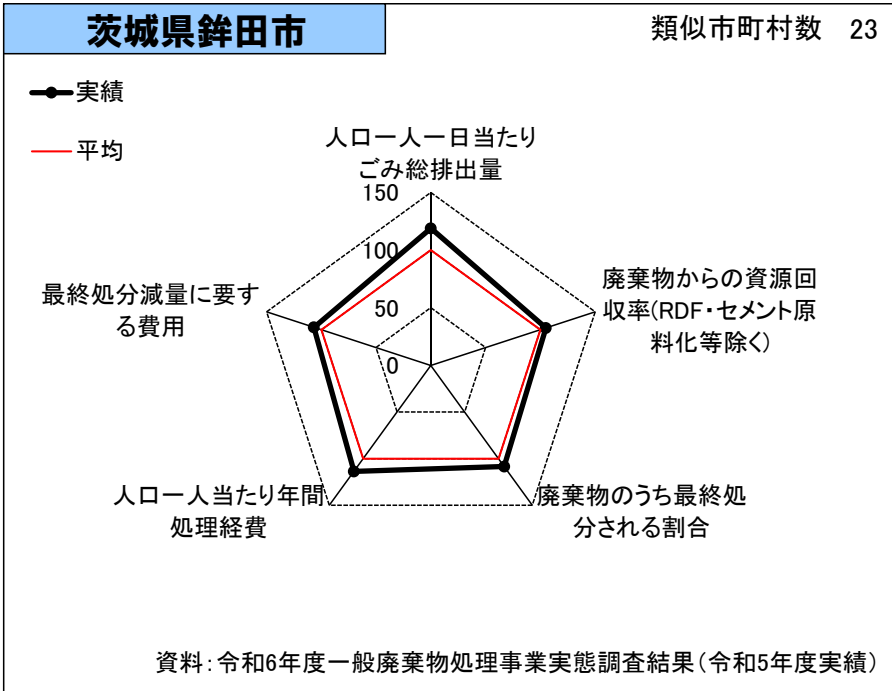 茨城県鉾田市
類似市町村数 23
実績
平均
人口一人一日当たり
ごみ総排出量
150
100
50
0
廃棄物からの資源回
収率(RDF・セメント原
料化等除く)
最終処分減量に要す
る費用
人口一人当たり年間
処理経費
廃棄物のうち最終処
分される割合
資料:令和6年度一般廃棄物処理事業実態調査結果(令和5年度実績)